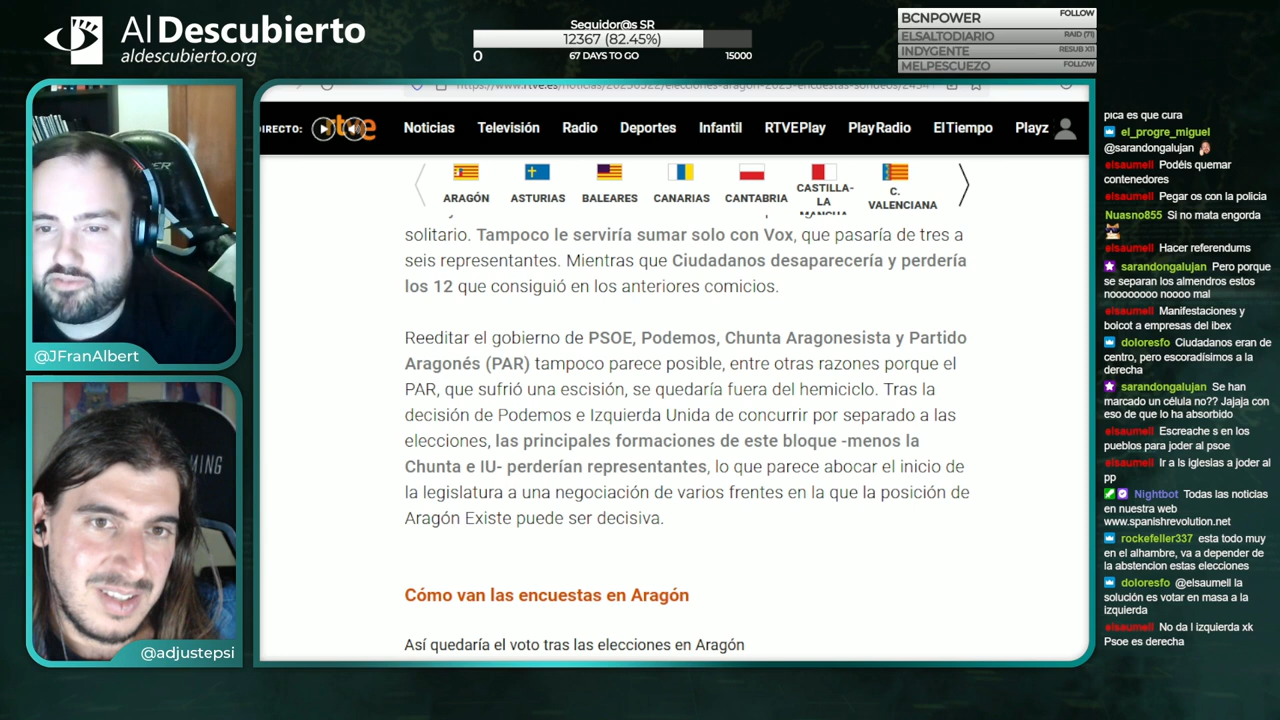 Al Descubierto
aldescubierto.org
Seguidor@s SR
12367 (82.45%)
0
67 DAYS TO GO
15000
BCNPOWER FOLLOW
ELSALTODIARIO RAID (71)
INDYGENTE RESUB X11
MELPESCUEZO FOLLOW
@JFranAlbert
GAMING
@adjustepsi
DIRECTO:
rtve
Noticias Televisión Radio Deportes Infantil RTVE Play Play Radio El Tiempo Playz
ARAGÓN ASTURIAS BALEARES CANARIAS CANTABRIA CASTILLA-LA MANCHA C. VALENCIANA
solitario. Tampoco le serviría sumar solo con Vox, que pasaría de tres a
seis representantes. Mientras que Ciudadanos desaparecería y perdería
los 12 que consiguió en los anteriores comicios.
Reeditar el gobierno de PSOE, Podemos, Chunta Aragonesista y Partido
Aragonés (PAR) tampoco parece posible, entre otras razones porque el
PAR, que sufrió una escisión, se quedaría fuera del hemiciclo. Tras la
decisión de Podemos e Izquierda Unida de concurrir por separado a las
elecciones, las principales formaciones de este bloque -menos la
Chunta e IU- perderían representantes, lo que parece abocar el inicio de
la legislatura a una negociación de varios frentes en la que la posición de
Aragón Existe puede ser decisiva.
Cómo van las encuestas en Aragón
Así quedaría el voto tras las elecciones en Aragón
pica es que cura
el_progre_miguel
@sarandongalujan
elsaumell Podéis quemar
contenedores
elsaumell Pegar os con la policia
Nuasno855 Si no mata engorda
elsaumell Hacer referendums
sarandongalujan Pero porque
se separan los almendros estos
nooooooo noooo mal
elsaumell Manifestaciones y
boicot a empresas del ibex
doloresfo Ciudadanos eran de
centro, pero escoradísimos a la
derecha
sarandongalujan Se han
marcado un célula no?? Jajaja con
eso de que lo ha absorbido
elsaumell Escreache s en los
pueblos para joder al psoe
elsaumell Ir a ls iglesias a joder al
pp
Nightbot Todas las noticias
en nuestra web
www.spanishrevolution.net
rockefeller337 esta todo muy
en el alhambre, va a depender de
la abstencion estas elecciones
doloresfo @elsaumell la
solución es votar en masa a la
izquierda
elsaumell No da l izquierda xk
Psoe es derecha